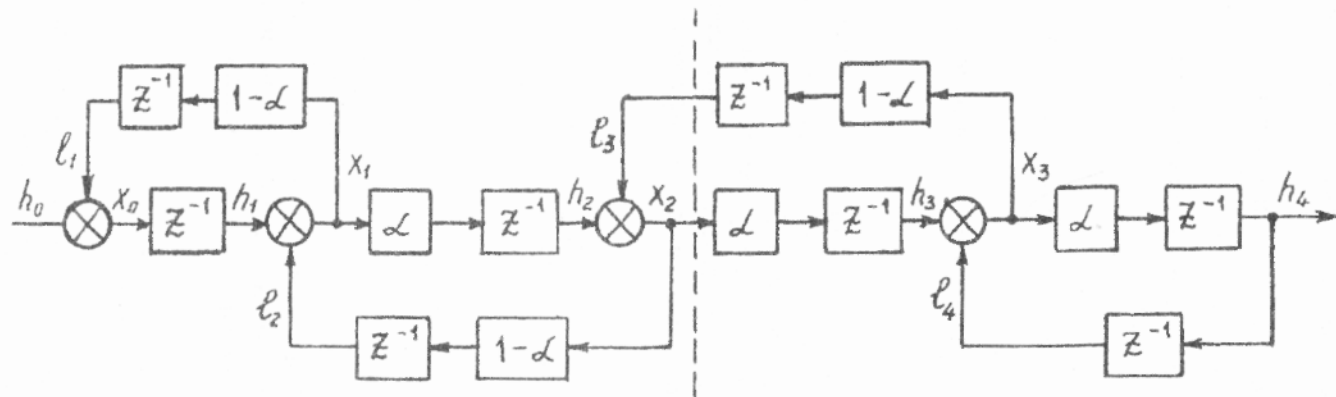 z⁻¹ 1-α z⁻¹ 1-α
ℓ₁ x₁ ℓ₃ x₃
h₀ x₀ z⁻¹ h₁ α z⁻¹ h₂ x₂ α z⁻¹ h₃ α z⁻¹ h₄
ℓ₂ z⁻¹ 1-α ℓ₄ z⁻¹